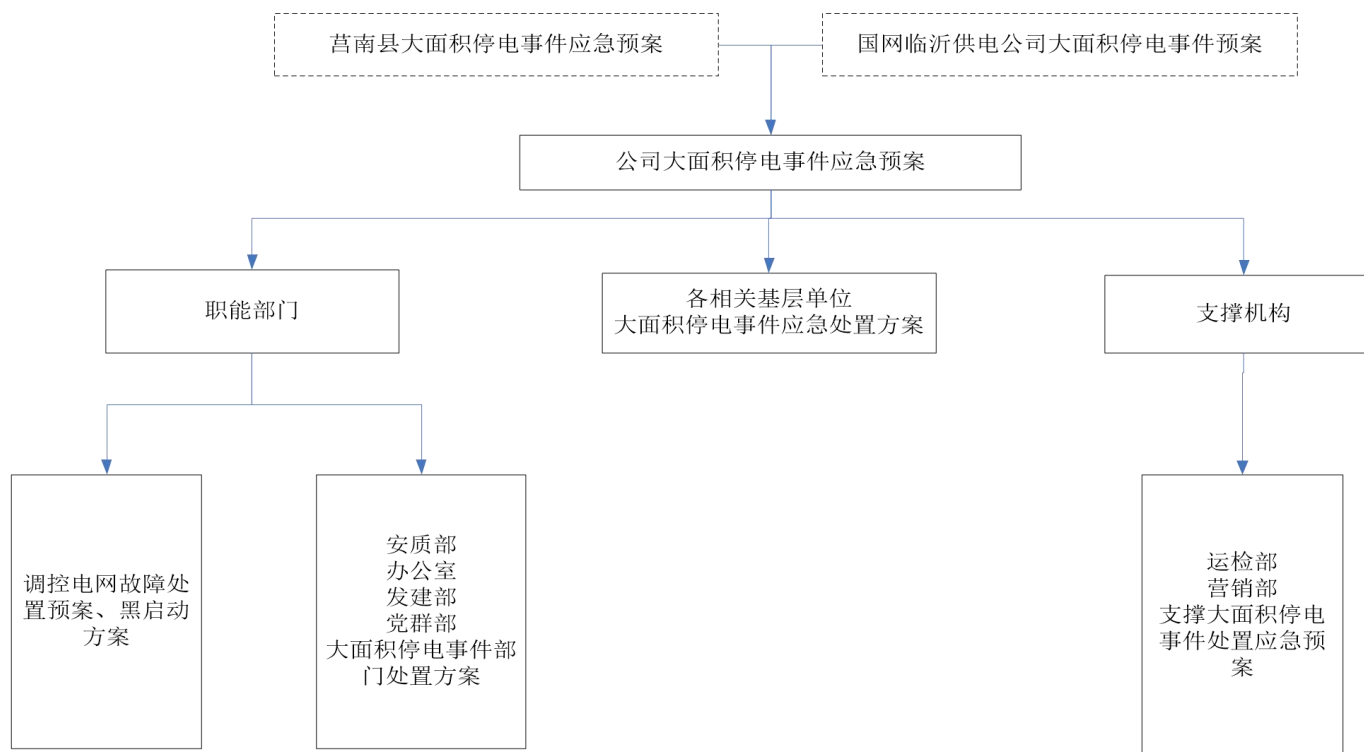 莒南县大面积停电事件应急预案
国网临沂供电公司大面积停电事件预案
公司大面积停电事件应急预案
职能部门
各相关基层单位
大面积停电事件应急处置方案
支撑机构
调控电网故障处
置预案、黑启动
方案
安质部
办公室
发建部
党群部
大面积停电事件部
门处置方案
运检部
营销部
支撑大面积停电
事件处置应急预
案